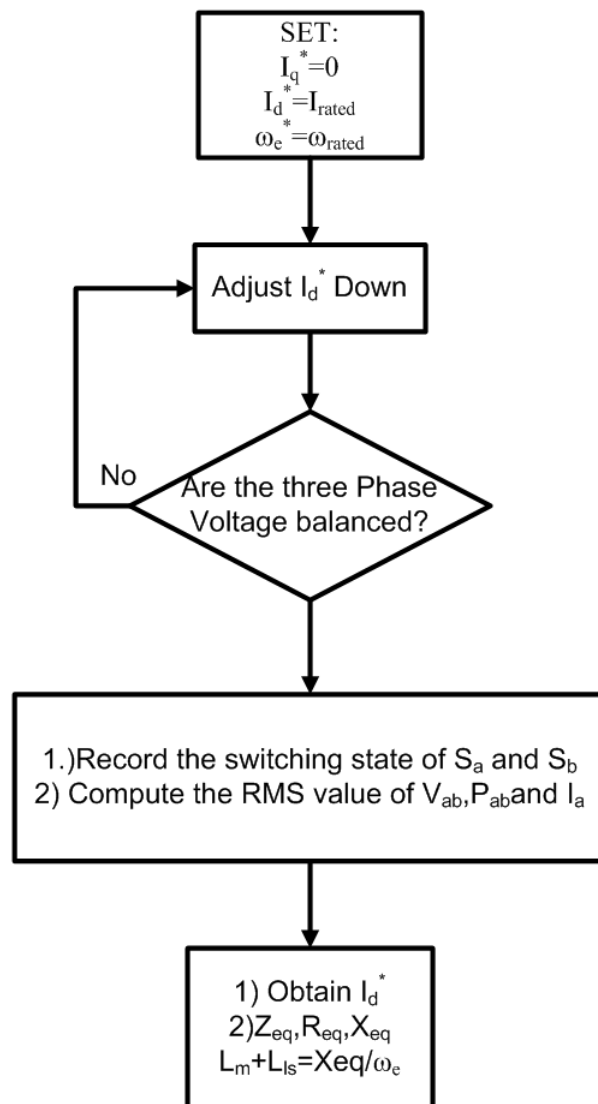 SET:
I_q^*=0
I_d^*=I_rated
ω_e^*=ω_rated
Adjust I_d^* Down
No
Are the three Phase
Voltage balanced?
1.)Record the switching state of S_a and S_b
2) Compute the RMS value of V_ab,P_aband I_a
1) Obtain I_d^*
2)Z_eq,R_eq,X_eq
L_m+L_ls=Xeq/ω_e